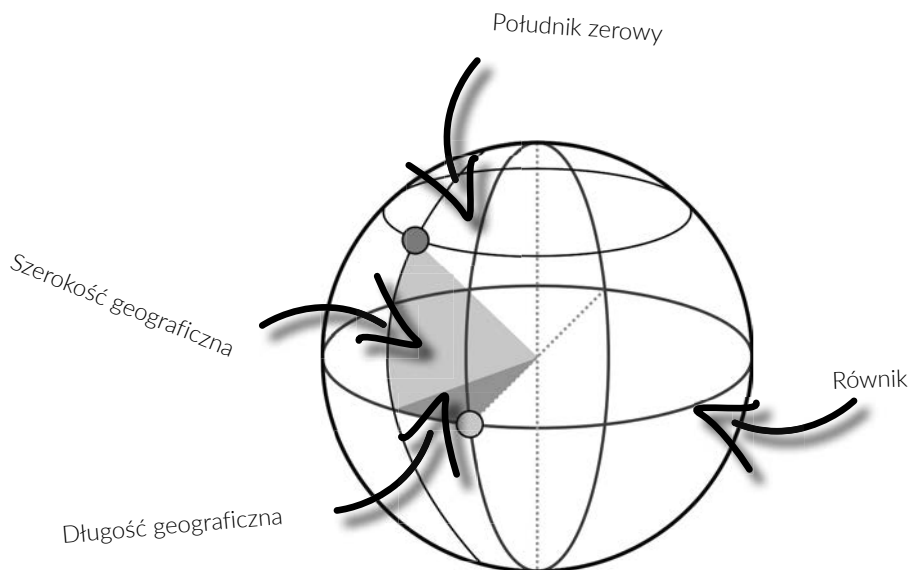 Południk zerowy
Szerokość geograficzna
Równik
Długość geograficzna